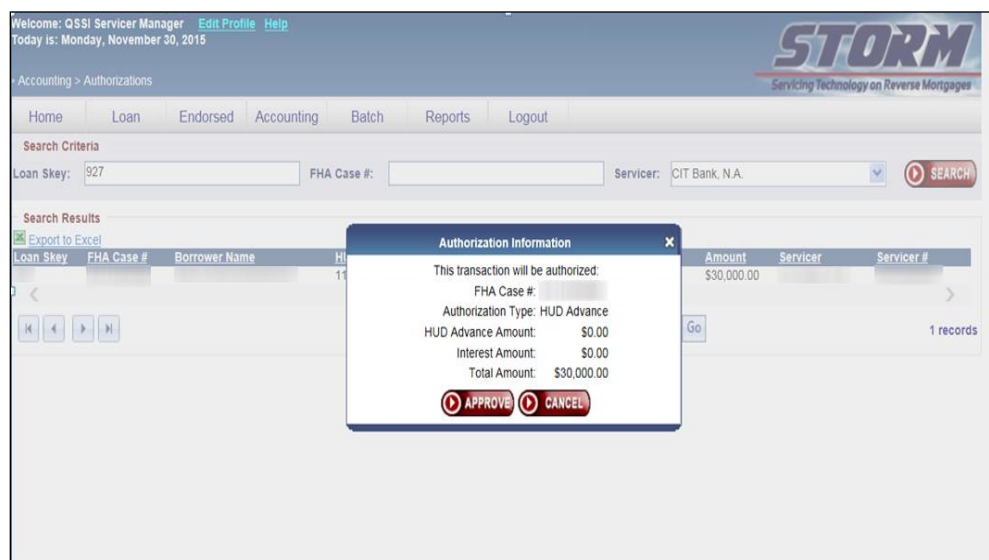 Welcome: QSSI Servicer Manager Edit Profile Help
Today is: Monday, November 30, 2015
STORM
Servicing Technology on Reverse Mortgages
Accounting > Authorizations
Home Loan Endorsed Accounting Batch Reports Logout
Search Criteria
Loan Skey: 927 FHA Case #: Servicer: CIT Bank, N.A. SEARCH
Search Results
Export to Excel
Loan Skey FHA Case # Borrower Name Amount Servicer Servicer #
11 $30,000.00
Go 1 records
Authorization Information
This transaction will be authorized:
FHA Case #:
Authorization Type: HUD Advance
HUD Advance Amount: $0.00
Interest Amount: $0.00
Total Amount: $30,000.00
APPROVE CANCEL